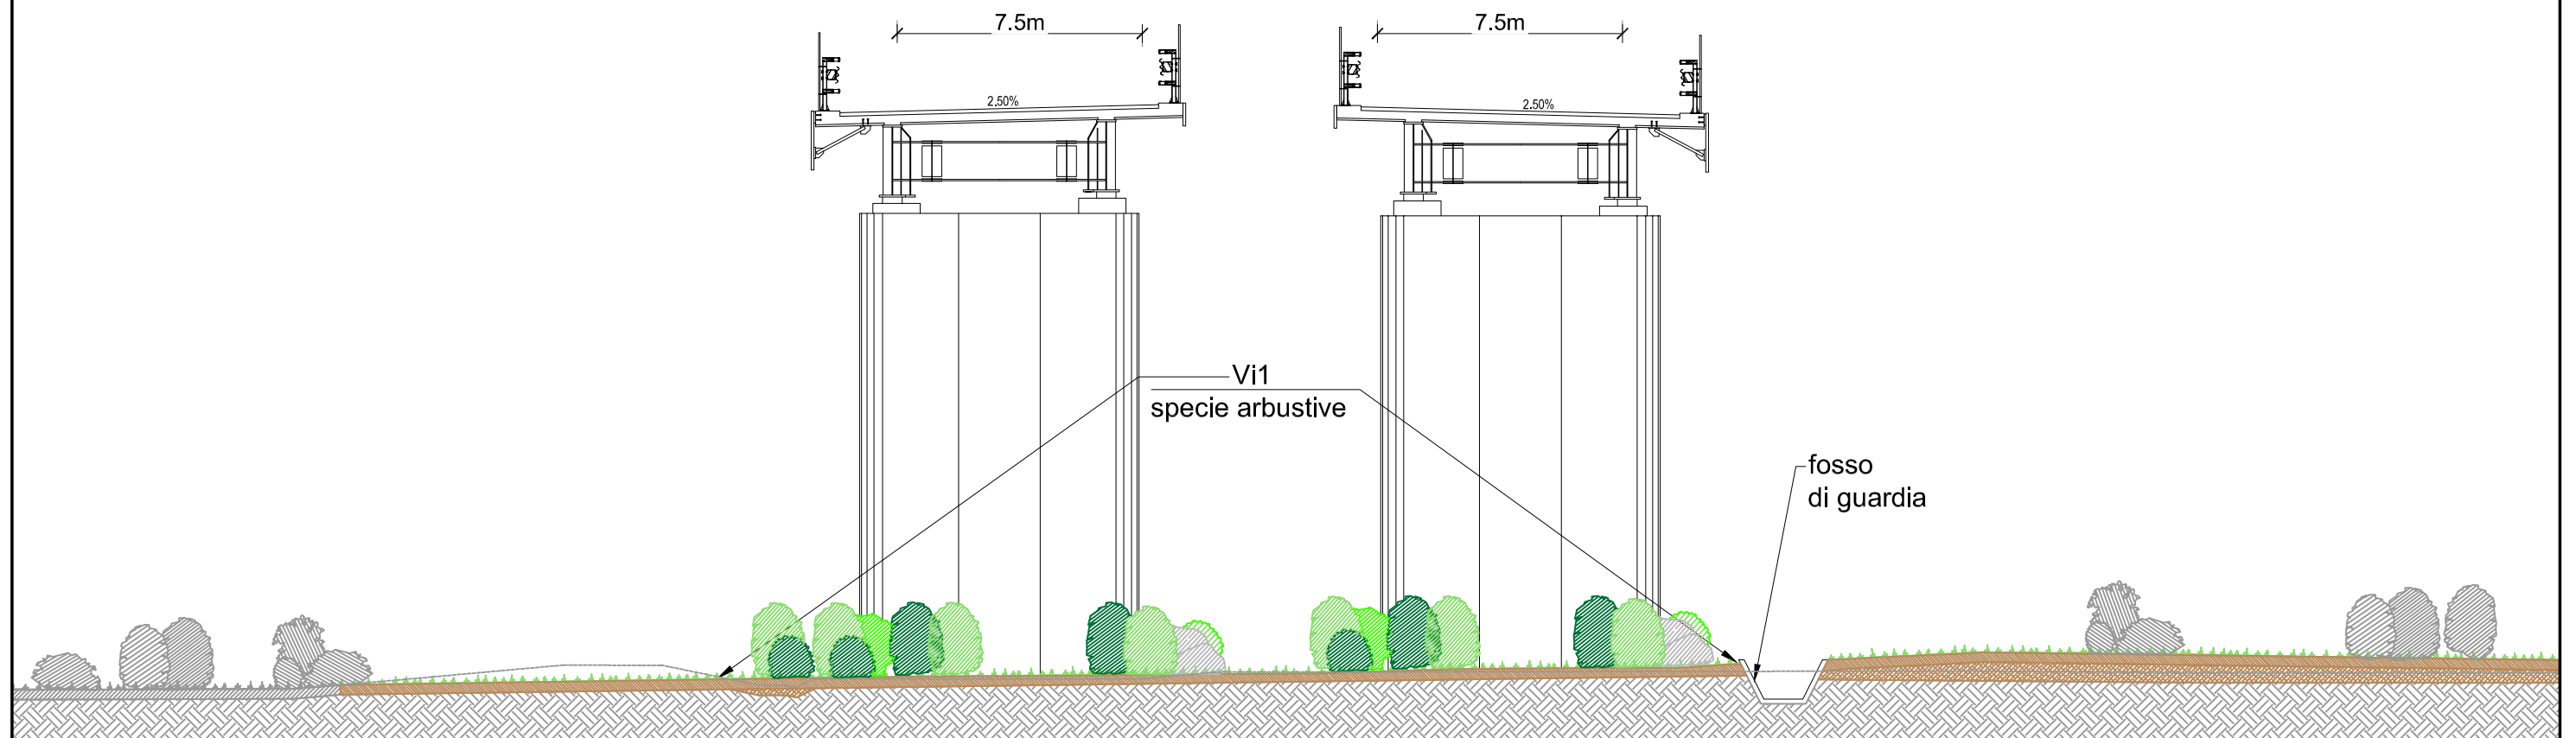 7.5m
7.5m
2.50%
2.50%
Vi1
specie arbustive
fosso
di guardia